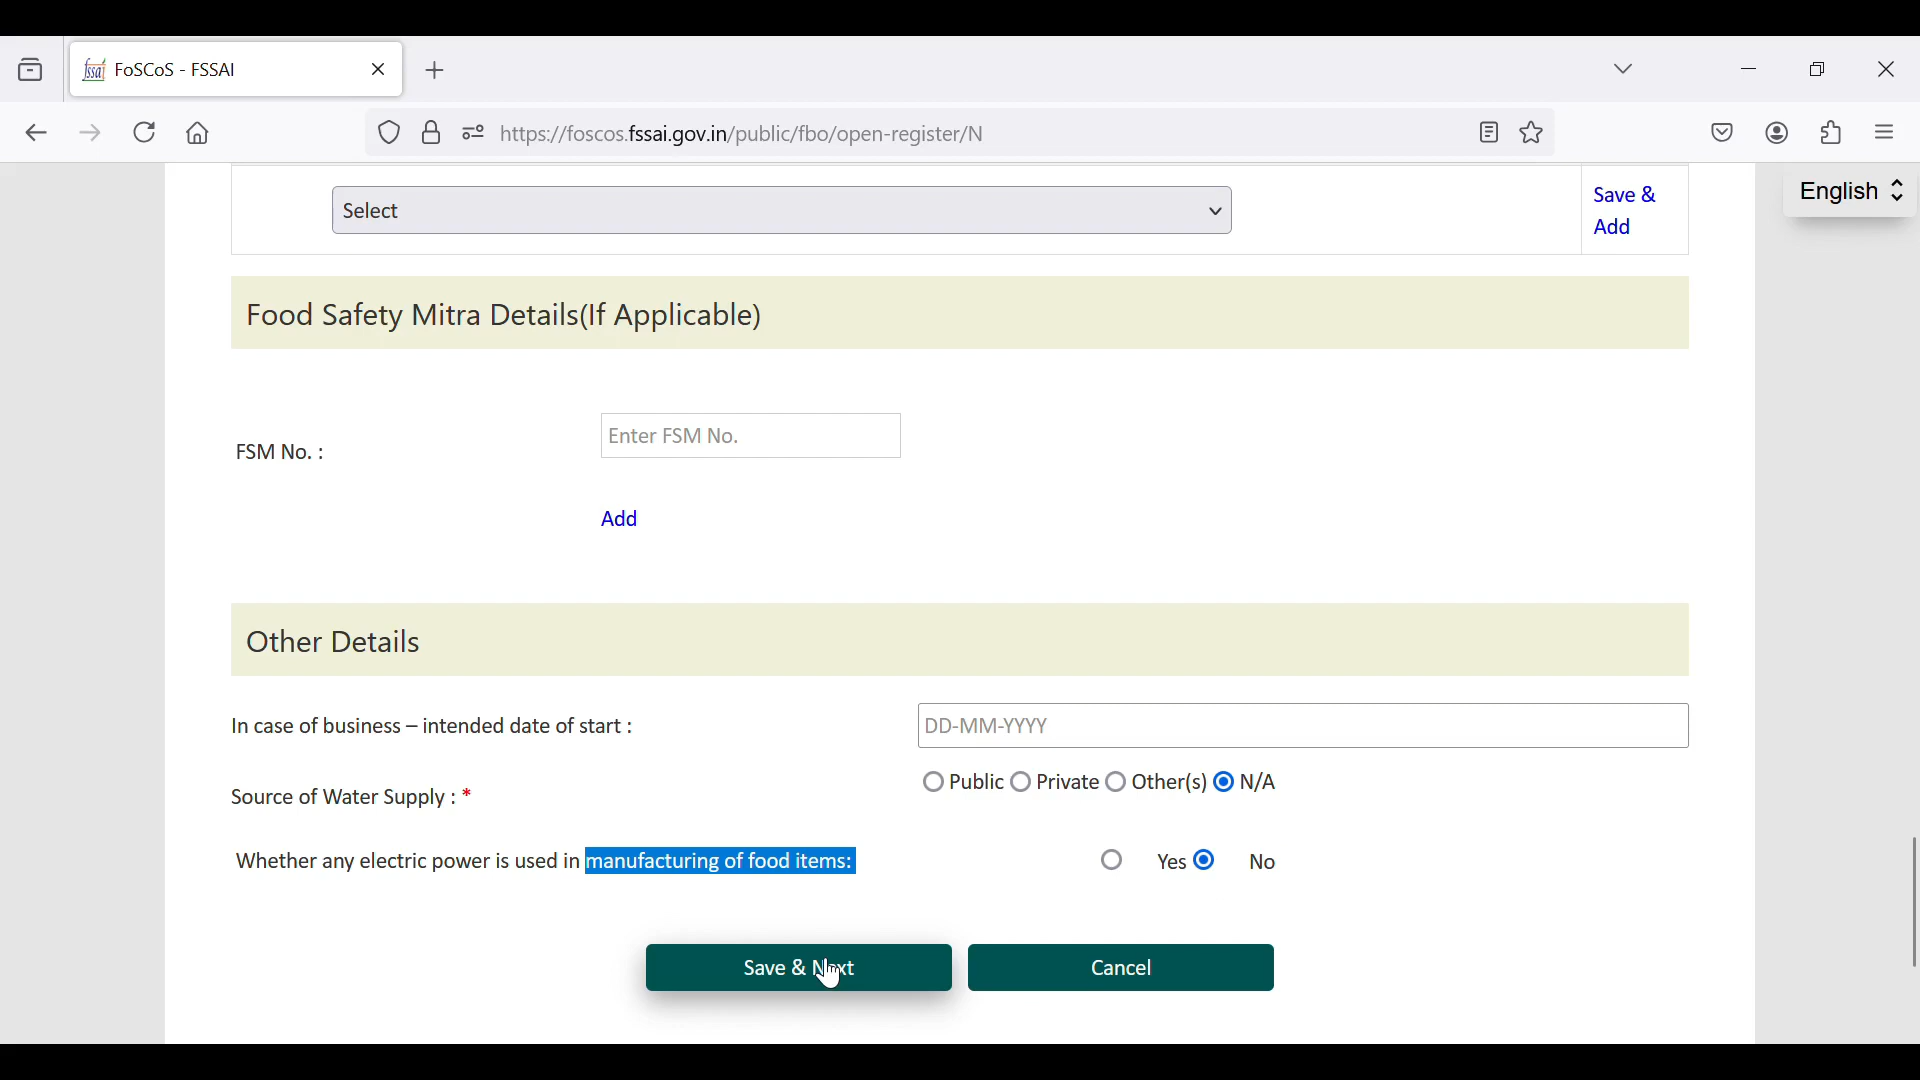 fssai FoSCoS - FSSAI
https://foscos.fssai.gov.in/public/fbo/open-register/N
English
Select
Save &
Add
Food Safety Mitra Details(If Applicable)
FSM No. :
Enter FSM No.
Add
Other Details
In case of business – intended date of start :
DD-MM-YYYY
Source of Water Supply : *
Public Private Other(s) N/A
Whether any electric power is used in manufacturing of food items:
Yes No
Save & Next
Cancel